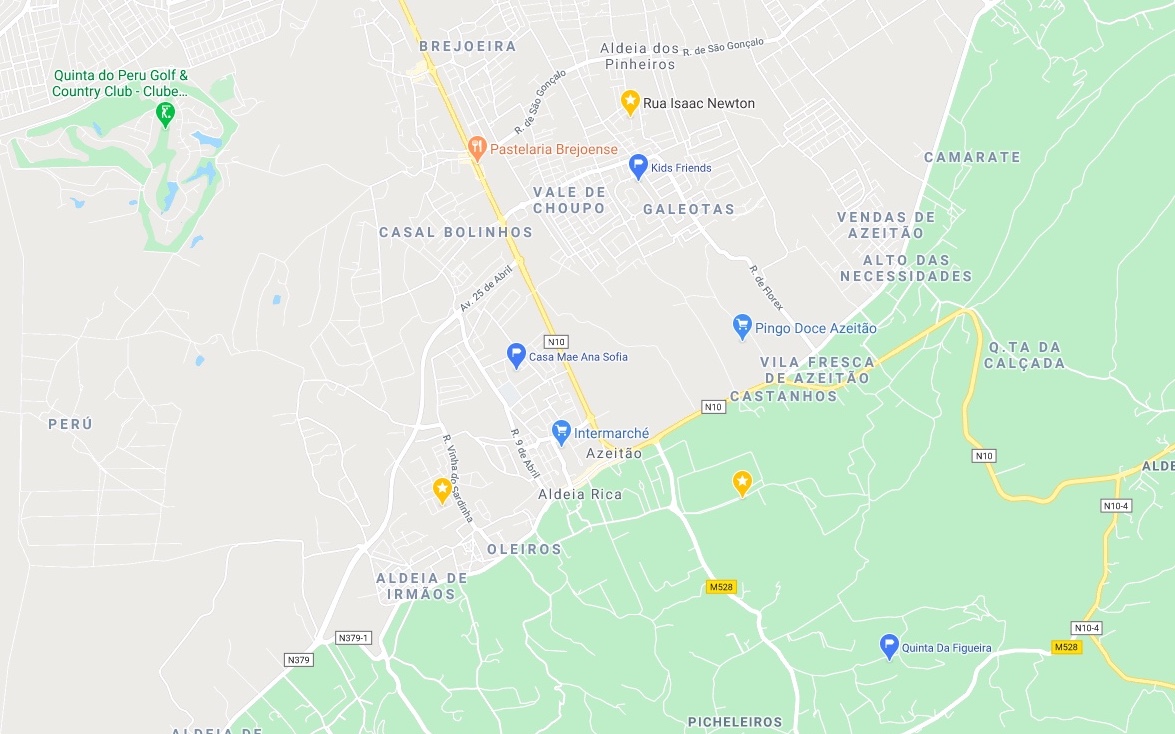 BREJOEIRA
Aldeia dos
Pinheiros
R. de São Gonçalo
Quinta do Peru Golf &
Country Club - Clube...
R. de São Gonçalo
Rua Isaac Newton
Pastelaria Brejoense
Kids Friends
CAMARATE
VALE DE
CHOUPO
GALEOTAS
VENDAS DE
AZEITÃO
CASAL BOLINHOS
ALTO DAS
NECESSIDADES
Av. 25 de Abril
R. de Florex
Pingo Doce Azeitão
N10
Casa Mae Ana Sofia
Q.TA DA
CALÇADA
VILA FRESCA
DE AZEITÃO
CASTANHOS
N10
PERÚ
Intermarché
Azeitão
R. 9 de Abril
R. Vinha do Sardinha
N10
ALDE
Aldeia Rica
N10-4
OLEIROS
ALDEIA DE
IRMÃOS
M528
N10-4
N379-1
Quinta Da Figueira
M528
N379
PICHELEIROS
ALDEIA DE